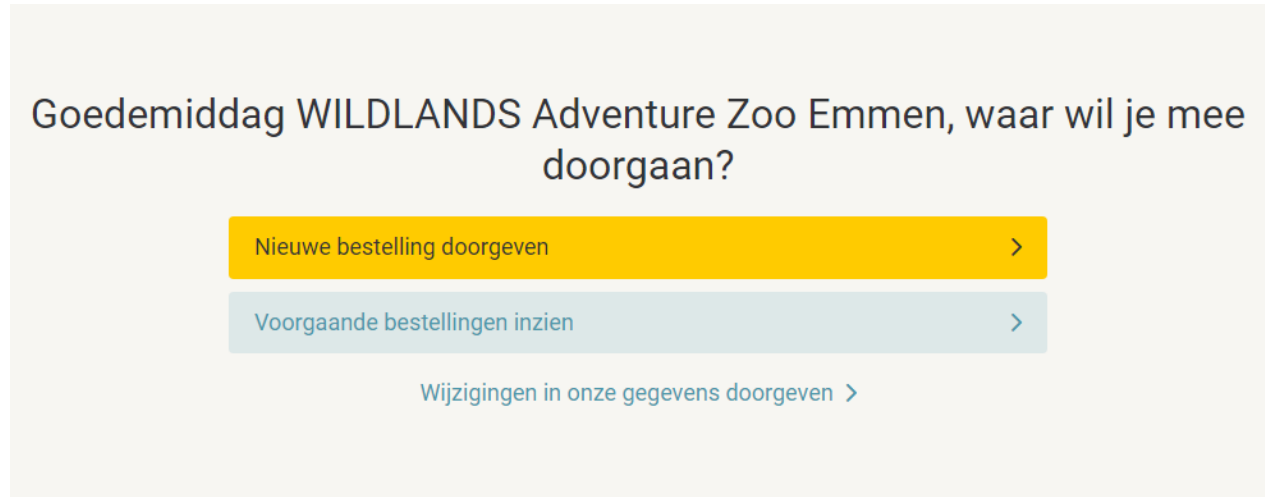 Goedemiddag WILDLANDS Adventure Zoo Emmen, waar wil je mee
doorgaan?
Nieuwe bestelling doorgeven
Voorgaande bestellingen inzien
Wijzigingen in onze gegevens doorgeven